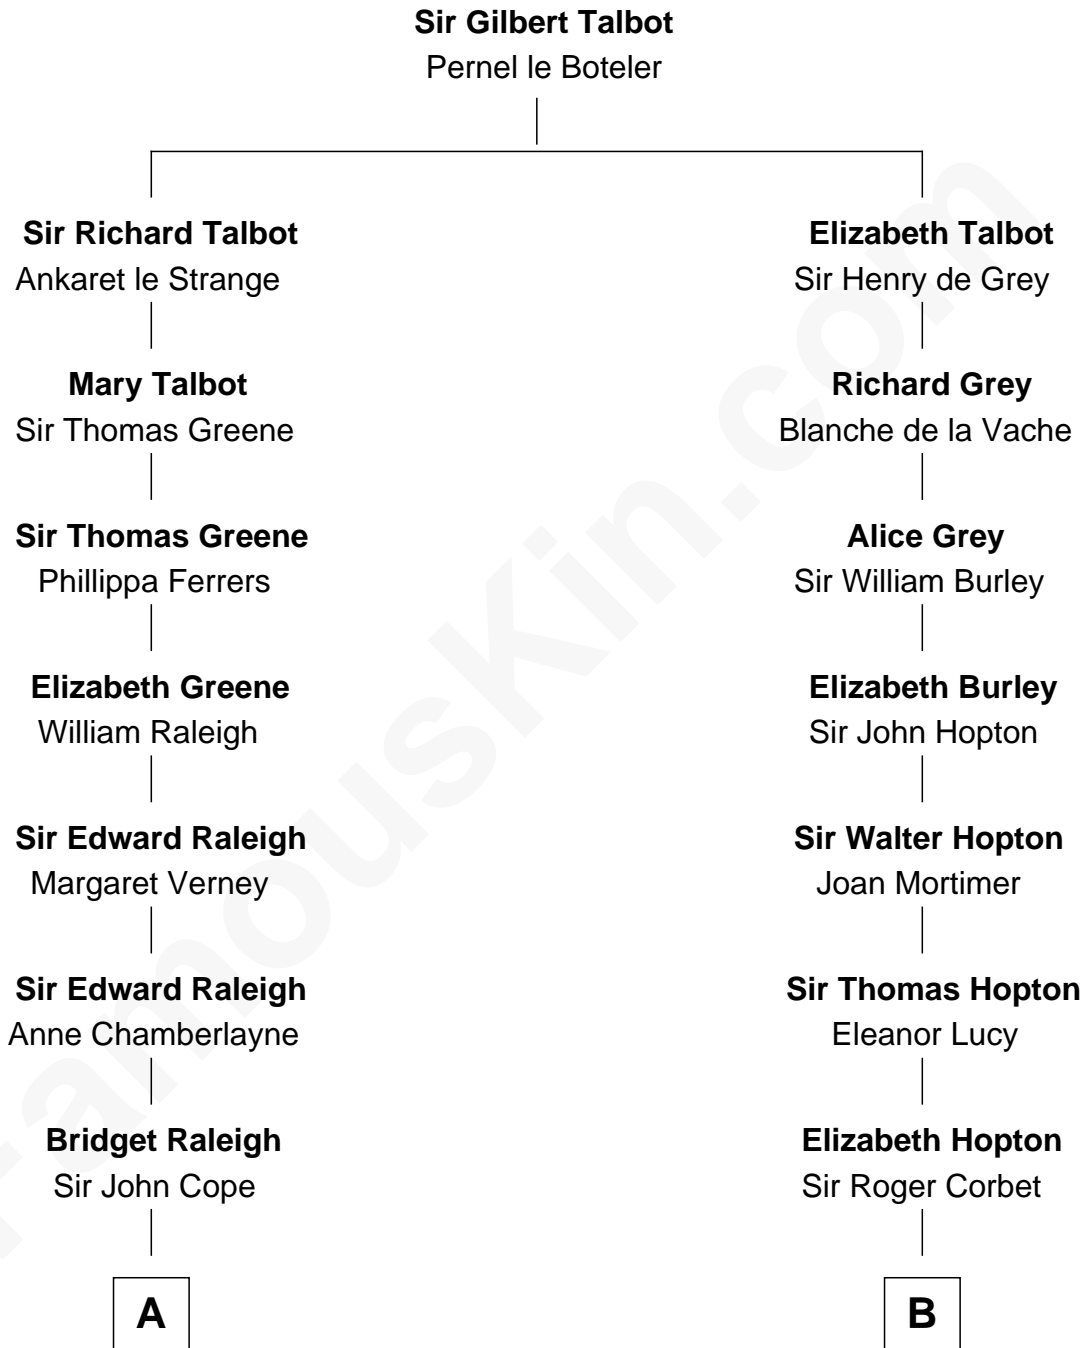 Sir Gilbert Talbot
Pernel le Boteler
Sir Richard Talbot
Ankaret le Strange
Elizabeth Talbot
Sir Henry de Grey
Mary Talbot
Sir Thomas Greene
Richard Grey
Blanche de la Vache
Sir Thomas Greene
Phillippa Ferrers
Alice Grey
Sir William Burley
Elizabeth Greene
William Raleigh
Elizabeth Burley
Sir John Hopton
Sir Edward Raleigh
Margaret Verney
Sir Walter Hopton
Joan Mortimer
Sir Edward Raleigh
Anne Chamberlayne
Sir Thomas Hopton
Eleanor Lucy
Bridget Raleigh
Sir John Cope
Elizabeth Hopton
Sir Roger Corbet
A
B
FamousKin.com